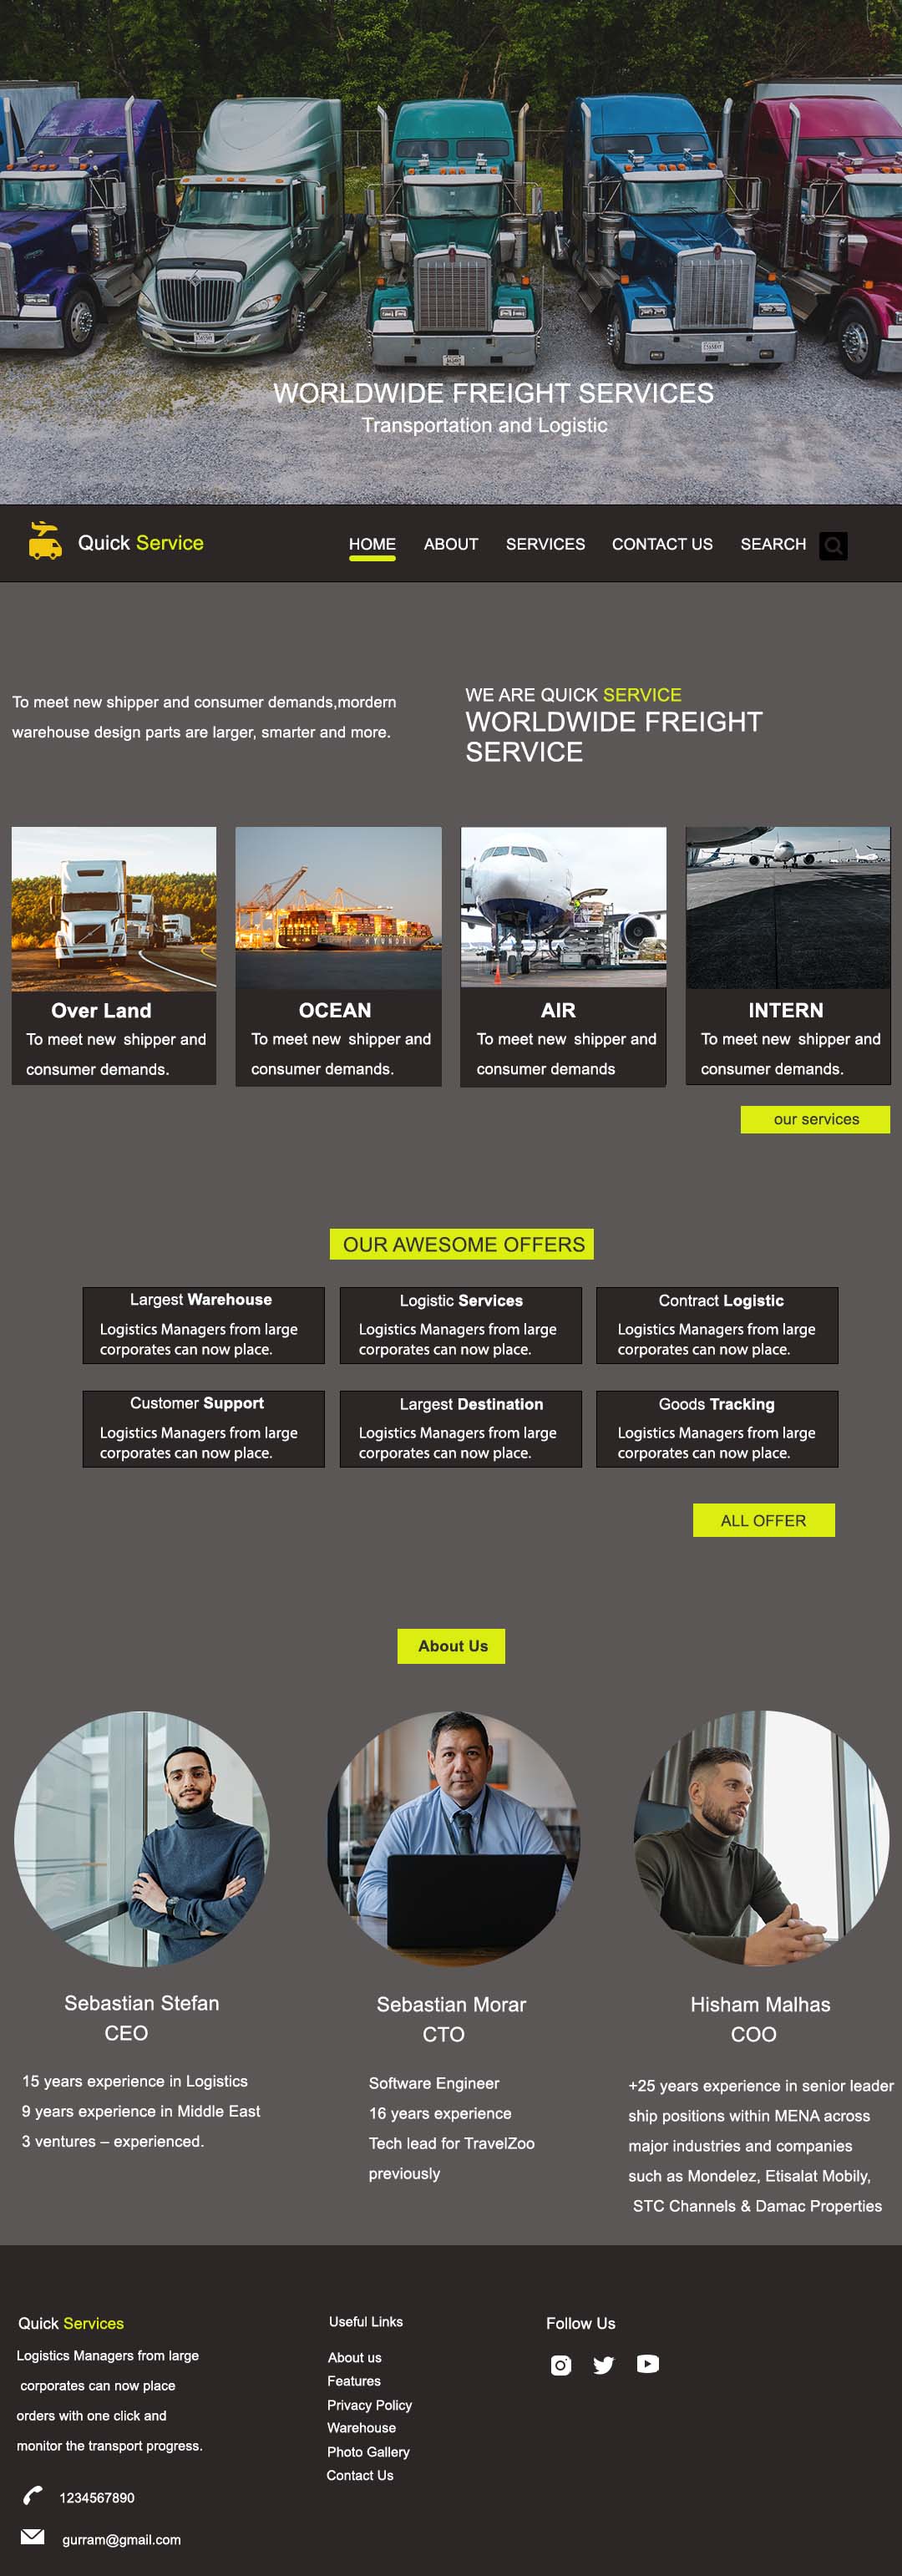 WORLDWIDE FREIGHT SERVICES
Transportation and Logistic
Quick Service
HOME
ABOUT
SERVICES
CONTACT US
SEARCH
To meet new shipper and consumer demands,mordern
warehouse design parts are larger, smarter and more.
WE ARE QUICK SERVICE
WORLDWIDE FREIGHT
SERVICE
HYUNDAI
Over Land
To meet new shipper and
consumer demands.
OCEAN
To meet new shipper and
consumer demands.
AIR
To meet new shipper and
consumer demands
INTERN
To meet new shipper and
consumer demands.
our services
OUR AWESOME OFFERS
Largest Warehouse
Logistics Managers from large
corporates can now place.
Logistic Services
Logistics Managers from large
corporates can now place.
Contract Logistic
Logistics Managers from large
corporates can now place.
Customer Support
Logistics Managers from large
corporates can now place.
Largest Destination
Logistics Managers from large
corporates can now place.
Goods Tracking
Logistics Managers from large
corporates can now place.
ALL OFFER
About Us
Sebastian Stefan
CEO
15 years experience in Logistics
9 years experience in Middle East
3 ventures – experienced.
Sebastian Morar
CTO
Software Engineer
16 years experience
Tech lead for TravelZoo
previously
Hisham Malhas
COO
+25 years experience in senior leader
ship positions within MENA across
major industries and companies
such as Mondelez, Etisalat Mobily,
STC Channels & Damac Properties
Quick Services
Logistics Managers from large
corporates can now place
orders with one click and
monitor the transport progress.
1234567890
gurram@gmail.com
Useful Links
About us
Features
Privacy Policy
Warehouse
Photo Gallery
Contact Us
Follow Us